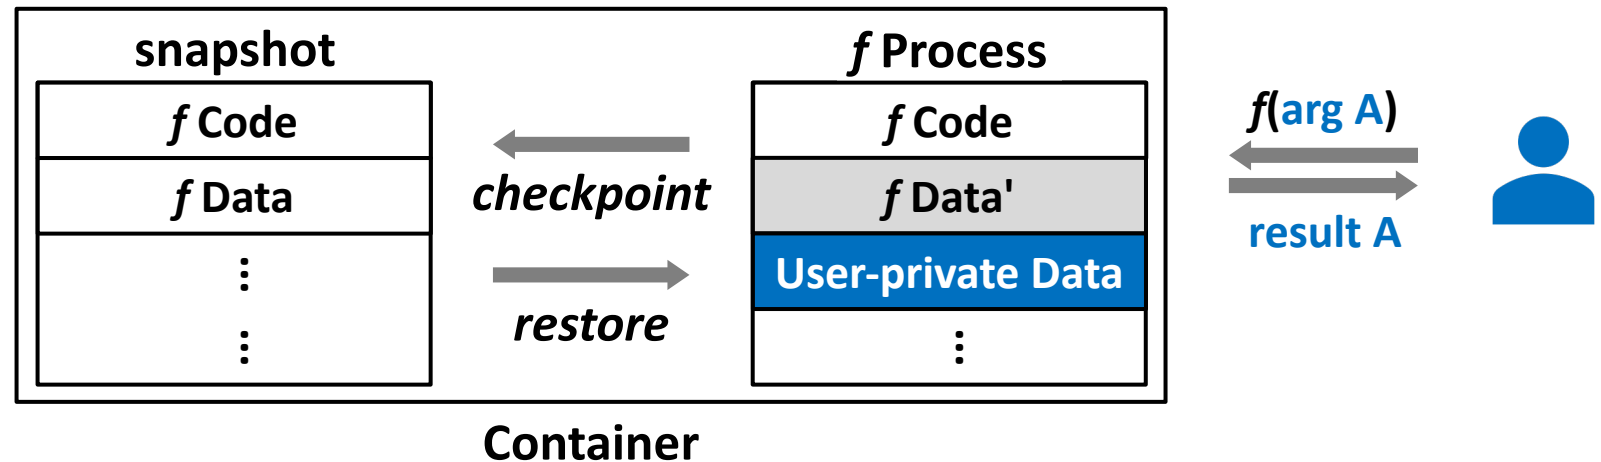 snapshot
f Code
f Data
⋮
⋮
checkpoint
restore
f Process
f Code
f Data'
User-private Data
⋮
f(arg A)
result A
Container